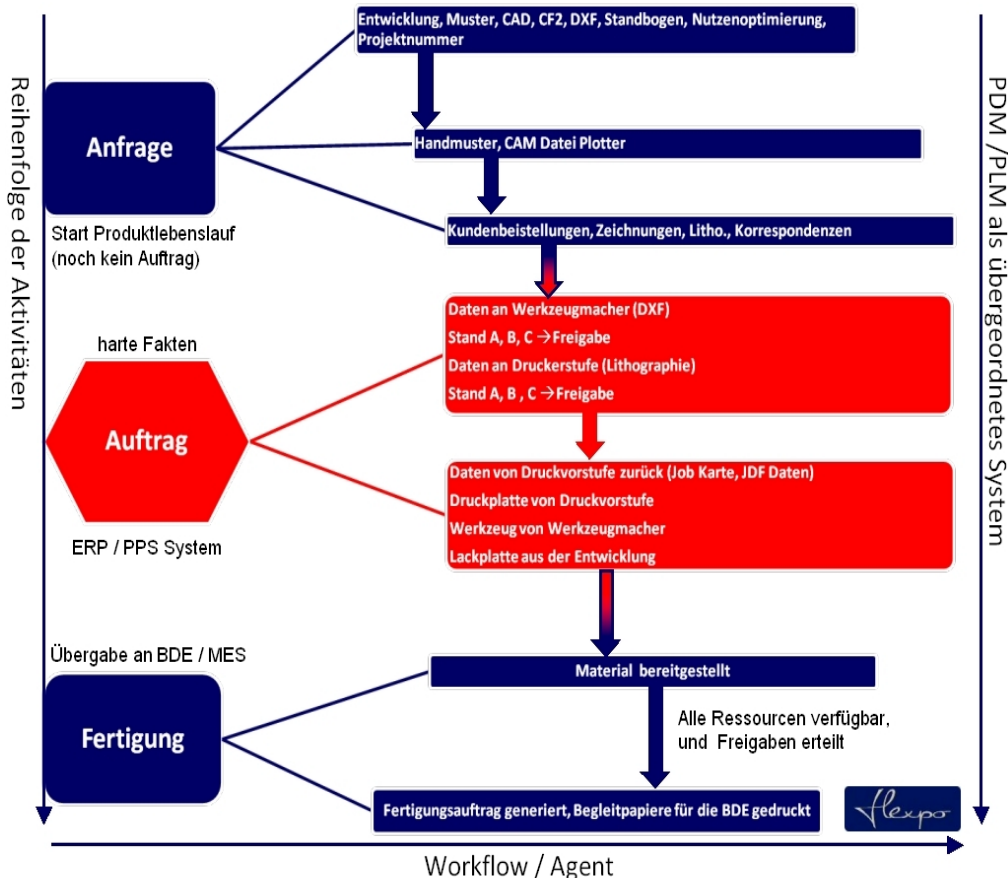 Entwicklung, Muster, CAD, CF2, DXF, Standbogen, Nutzenoptimierung,
Projektnummer
Reihenfolge der Aktivitäten
PDM /PLM als übergeordnetes System
Anfrage
Handmuster, CAM Datei Plotter
Kundenbeistellungen, Zeichnungen, Litho., Korrespondenzen
Start Produktlebenslauf
(noch kein Auftrag)
harte Fakten
Daten an Werkzeugmacher (DXF)
Stand A, B, C →Freigabe
Daten an Druckerstufe (Lithographie)
Stand A, B , C →Freigabe
Auftrag
Daten von Druckvorstufe zurück (Job Karte, JDF Daten)
Druckplatte von Druckvorstufe
Werkzeug von Werkzeugmacher
Lackplatte aus der Entwicklung
ERP / PPS System
Übergabe an BDE / MES
Material bereitgestellt
Fertigung
Alle Ressourcen verfügbar,
und Freigaben erteilt
Fertigungsauftrag generiert, Begleitpapiere für die BDE gedruckt
flexpo
Workflow / Agent